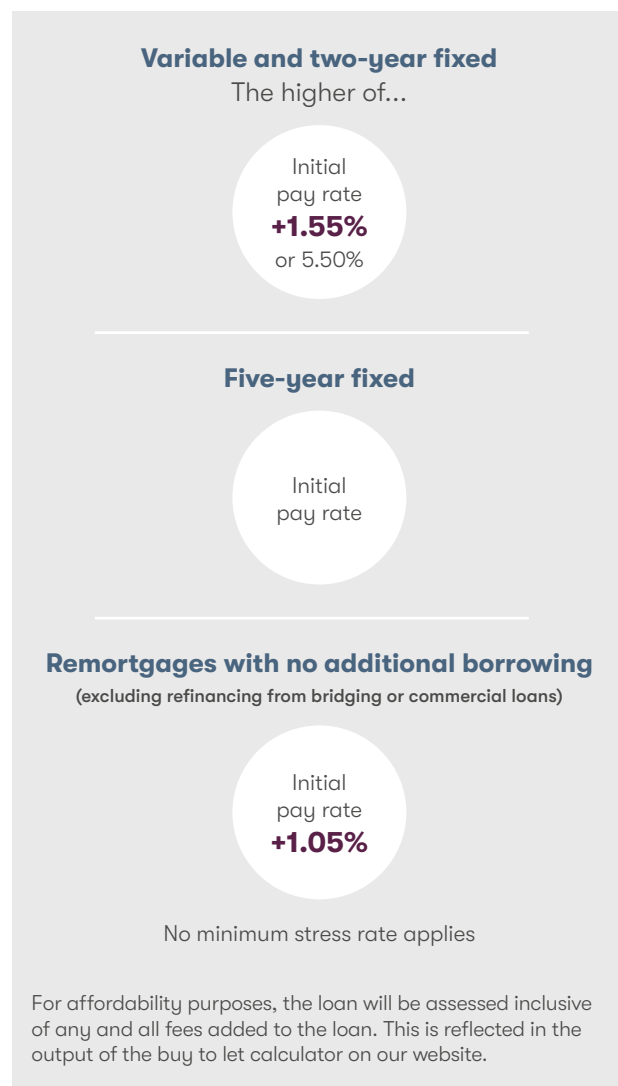 Variable and two-year fixed
The higher of...
Initial
pay rate
+1.55%
or 5.50%
Five-year fixed
Initial
pay rate
Remortgages with no additional borrowing
(excluding refinancing from bridging or commercial loans)
Initial
pay rate
+1.05%
No minimum stress rate applies
For affordability purposes, the loan will be assessed inclusive
of any and all fees added to the loan. This is reflected in the
output of the buy to let calculator on our website.